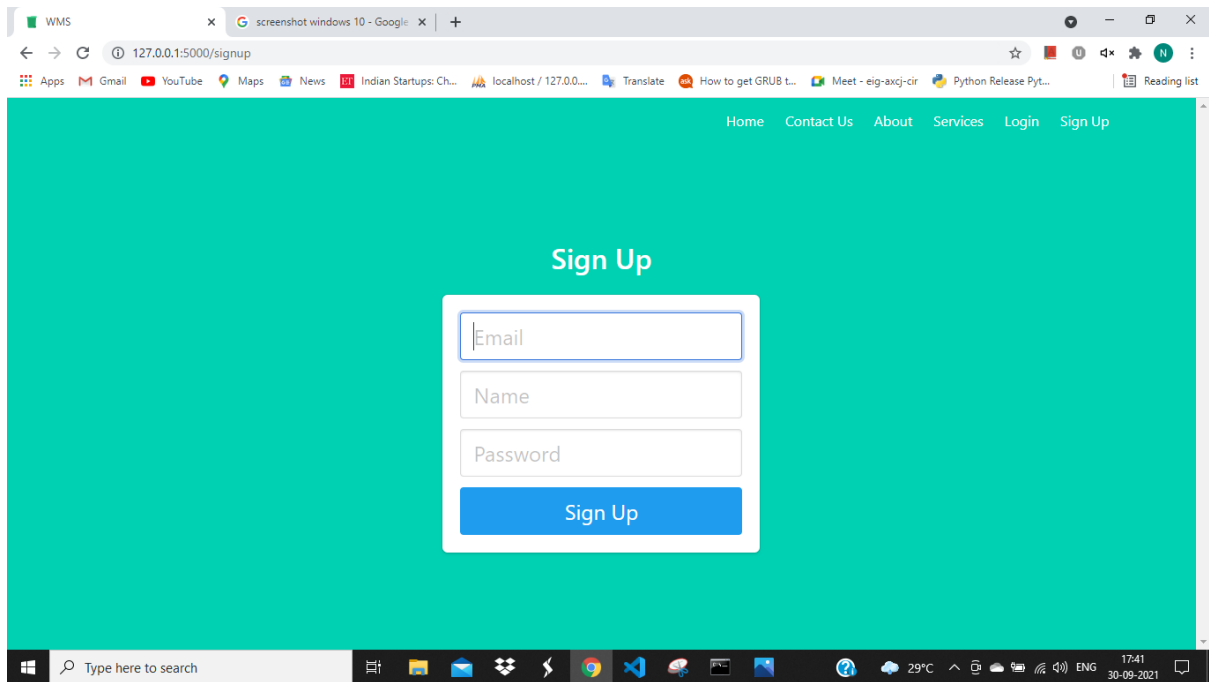 WMS
screenshot windows 10 - Google
127.0.0.1:5000/signup
N
Apps Gmail YouTube Maps News ET Indian Startups: Ch... localhost / 127.0.0.... Translate ask How to get GRUB t... Meet - eig-axcj-cir Python Release Pyt... Reading list
Home Contact Us About Services Login Sign Up
Sign Up
Email
Name
Password
Sign Up
Type here to search
29°C ENG
17:41
30-09-2021